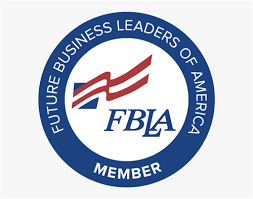 FUTURE BUSINESS LEADERS OF AMERICA
FBLA
MEMBER